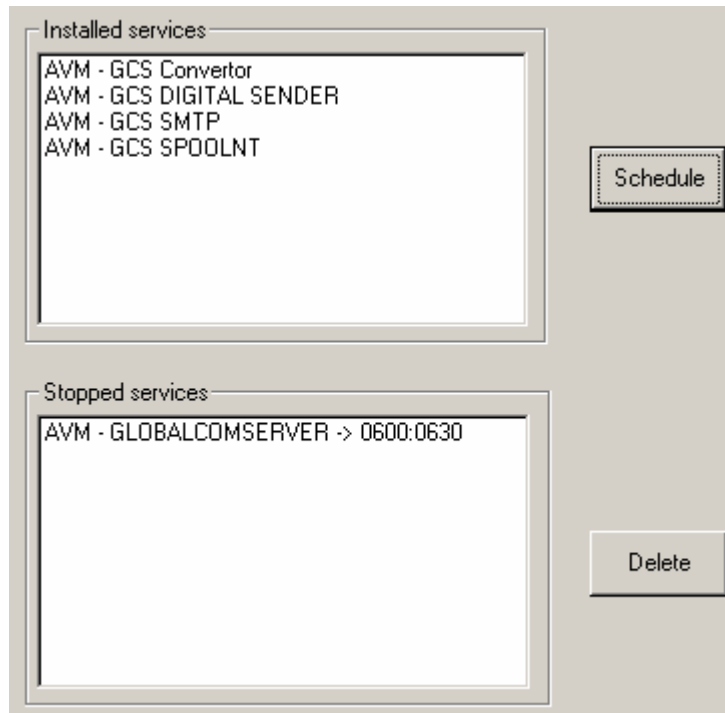 Installed services
AVM - GCS Convertor
AVM - GCS DIGITAL SENDER
AVM - GCS SMTP
AVM - GCS SPOOLNT
Schedule
Stopped services
AVM - GLOBALCOMSERVER -> 0600:0630
Delete